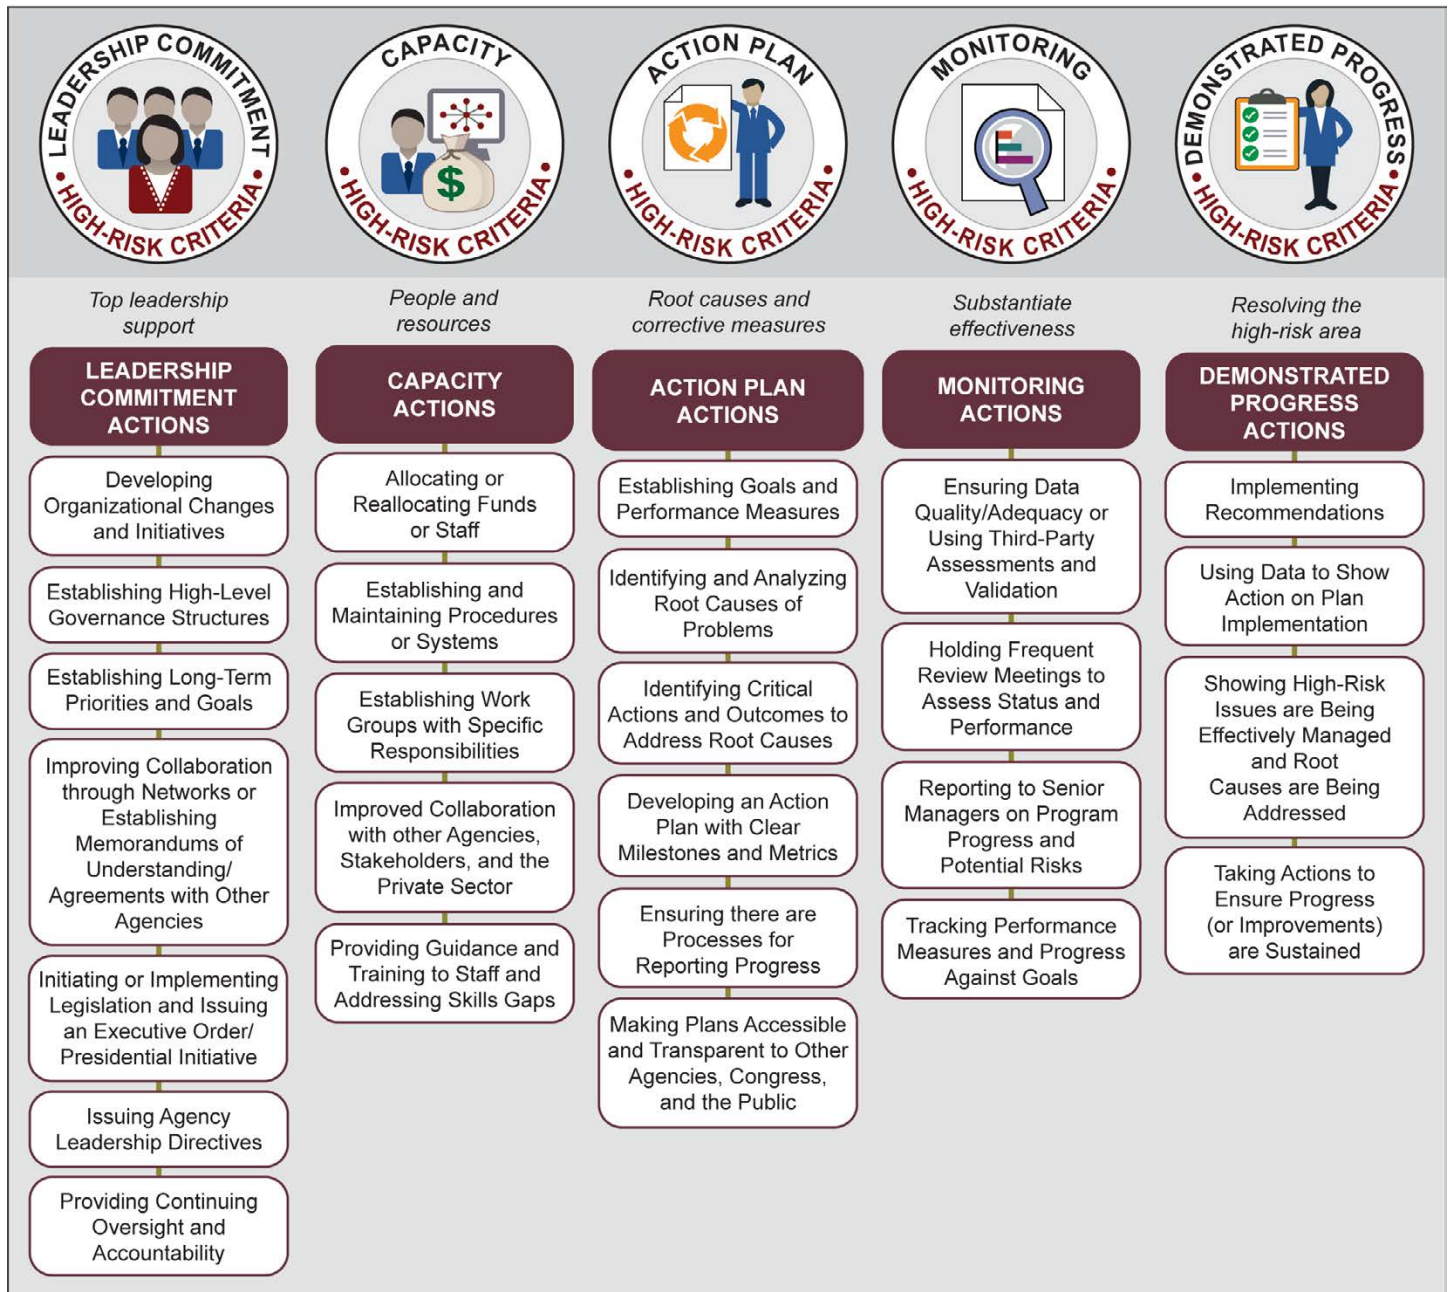 LEADERSHIP COMMITMENT
• HIGH-RISK CRITERIA •
CAPACITY
• HIGH-RISK CRITERIA •
ACTION PLAN
• HIGH-RISK CRITERIA •
MONITORING
• HIGH-RISK CRITERIA •
DEMONSTRATED PROGRESS
• HIGH-RISK CRITERIA •
$
Top leadership
support
LEADERSHIP
COMMITMENT
ACTIONS
Developing
Organizational Changes
and Initiatives
Establishing High-Level
Governance Structures
Establishing Long-Term
Priorities and Goals
Improving Collaboration
through Networks or
Establishing
Memorandums of
Understanding/
Agreements with Other
Agencies
Initiating or Implementing
Legislation and Issuing
an Executive Order/
Presidential Initiative
Issuing Agency
Leadership Directives
Providing Continuing
Oversight and
Accountability
People and
resources
CAPACITY
ACTIONS
Allocating or
Reallocating Funds
or Staff
Establishing and
Maintaining Procedures
or Systems
Establishing Work
Groups with Specific
Responsibilities
Improved Collaboration
with other Agencies,
Stakeholders, and the
Private Sector
Providing Guidance and
Training to Staff and
Addressing Skills Gaps
Root causes and
corrective measures
ACTION PLAN
ACTIONS
Establishing Goals and
Performance Measures
Identifying and Analyzing
Root Causes of
Problems
Identifying Critical
Actions and Outcomes to
Address Root Causes
Developing an Action
Plan with Clear
Milestones and Metrics
Ensuring there are
Processes for
Reporting Progress
Making Plans Accessible
and Transparent to Other
Agencies, Congress,
and the Public
Substantiate
effectiveness
MONITORING
ACTIONS
Ensuring Data
Quality/Adequacy or
Using Third-Party
Assessments and
Validation
Holding Frequent
Review Meetings to
Assess Status and
Performance
Reporting to Senior
Managers on Program
Progress and
Potential Risks
Tracking Performance
Measures and Progress
Against Goals
Resolving the
high-risk area
DEMONSTRATED
PROGRESS
ACTIONS
Implementing
Recommendations
Using Data to Show
Action on Plan
Implementation
Showing High-Risk
Issues are Being
Effectively Managed
and Root
Causes are Being
Addressed
Taking Actions to
Ensure Progress
(or Improvements)
are Sustained